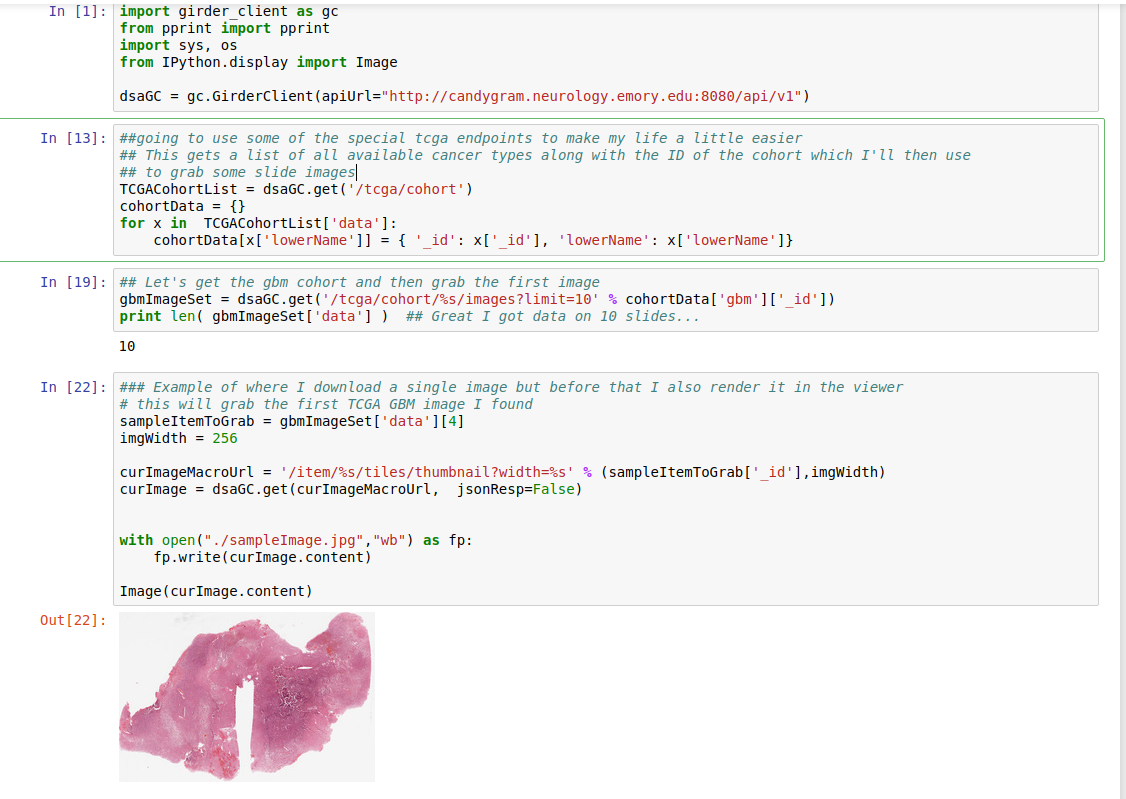 In [1]:
import girder_client as gc
from pprint import pprint
import sys, os
from IPython.display import Image
dsaGC = gc.GirderClient(apiUrl="http://candygram.neurology.emory.edu:8080/api/v1")
In [13]:
##going to use some of the special tcga endpoints to make my life a little easier
## This gets a list of all available cancer types along with the ID of the cohort which I'll then use
## to grab some slide images
TCGACohortList = dsaGC.get('/tcga/cohort')
cohortData = {}
for x in  TCGACohortList['data']:
    cohortData[x['lowerName']] = { '_id': x['_id'], 'lowerName': x['lowerName']}
In [19]:
## Let's get the gbm cohort and then grab the first image
gbmImageSet = dsaGC.get('/tcga/cohort/%s/images?limit=10' % cohortData['gbm']['_id'])
print len( gbmImageSet['data'] )  ## Great I got data on 10 slides...
10
In [22]:
### Example of where I download a single image but before that I also render it in the viewer
# this will grab the first TCGA GBM image I found
sampleItemToGrab = gbmImageSet['data'][4]
imgWidth = 256
curImageMacroUrl = '/item/%s/tiles/thumbnail?width=%s' % (sampleItemToGrab['_id'],imgWidth)
curImage = dsaGC.get(curImageMacroUrl,  jsonResp=False)
with open("./sampleImage.jpg","wb") as fp:
    fp.write(curImage.content)
Image(curImage.content)
Out[22]: